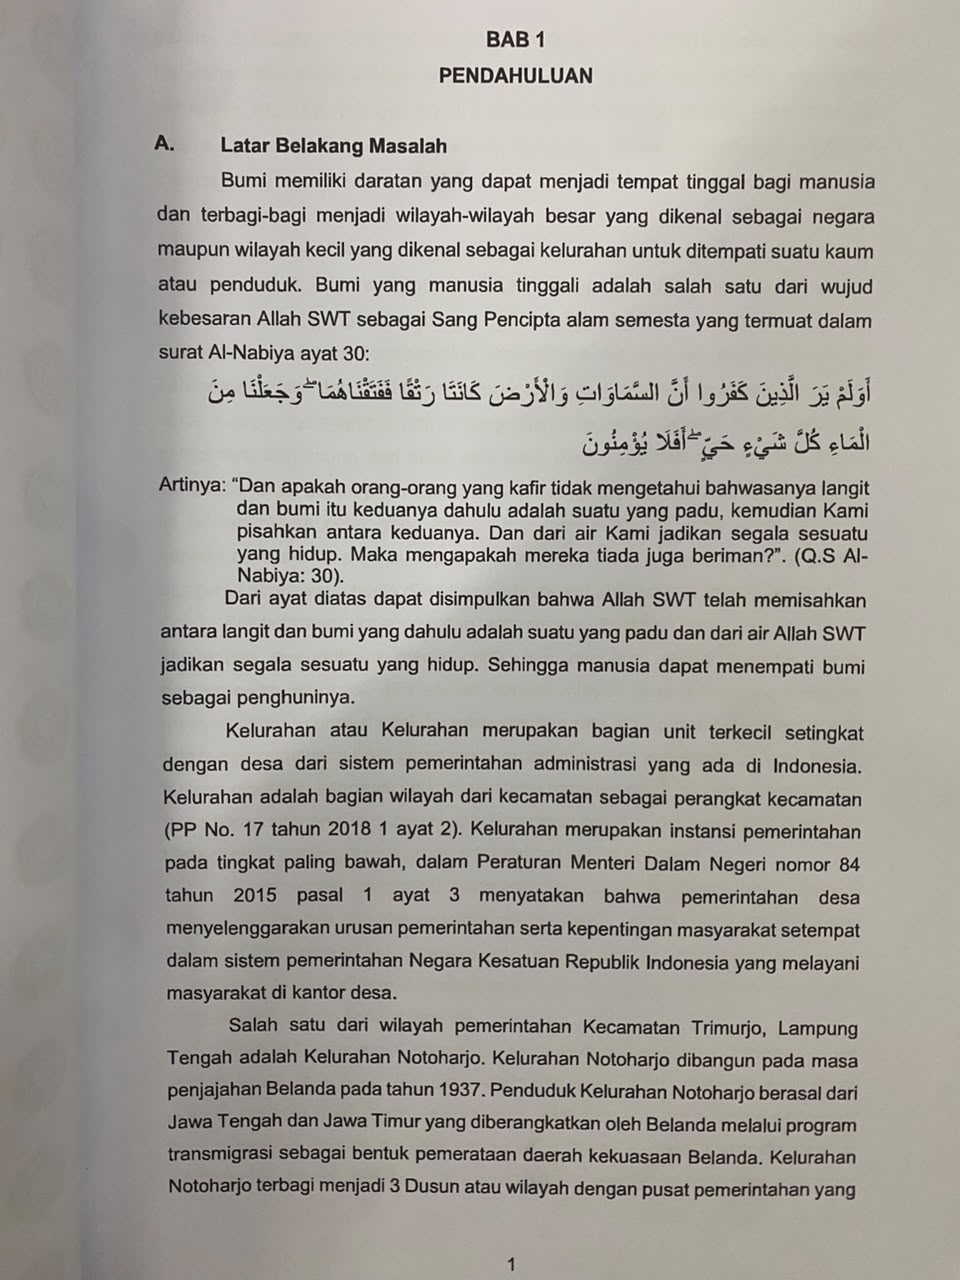 BAB 1
PENDAHULUAN
A. Latar Belakang Masalah
Bumi memiliki daratan yang dapat menjadi tempat tinggal bagi manusia
dan terbagi-bagi menjadi wilayah-wilayah besar yang dikenal sebagai negara
maupun wilayah kecil yang dikenal sebagai kelurahan untuk ditempati suatu kaum
atau penduduk. Bumi yang manusia tinggali adalah salah satu dari wujud
kebesaran Allah SWT sebagai Sang Pencipta alam semesta yang termuat dalam
surat Al-Nabiya ayat 30:
أَوَلَمْ يَرَ الَّذِينَ كَفَرُوا أَنَّ السَّمَاوَاتِ وَالْأَرْضَ كَانَتَا رَتْقًا فَفَتَقْنَاهُمَا ۖ وَجَعَلْنَا مِنَ
الْمَاءِ كُلَّ شَيْءٍ حَيٍّ ۖ أَفَلَا يُؤْمِنُونَ
Artinya: “Dan apakah orang-orang yang kafir tidak mengetahui bahwasanya langit
dan bumi itu keduanya dahulu adalah suatu yang padu, kemudian Kami
pisahkan antara keduanya. Dan dari air Kami jadikan segala sesuatu
yang hidup. Maka mengapakah mereka tiada juga beriman?”. (Q.S Al-
Nabiya: 30).
Dari ayat diatas dapat disimpulkan bahwa Allah SWT telah memisahkan
antara langit dan bumi yang dahulu adalah suatu yang padu dan dari air Allah SWT
jadikan segala sesuatu yang hidup. Sehingga manusia dapat menempati bumi
sebagai penghuninya.
Kelurahan atau Kelurahan merupakan bagian unit terkecil setingkat
dengan desa dari sistem pemerintahan administrasi yang ada di Indonesia.
Kelurahan adalah bagian wilayah dari kecamatan sebagai perangkat kecamatan
(PP No. 17 tahun 2018 1 ayat 2). Kelurahan merupakan instansi pemerintahan
pada tingkat paling bawah, dalam Peraturan Menteri Dalam Negeri nomor 84
tahun 2015 pasal 1 ayat 3 menyatakan bahwa pemerintahan desa
menyelenggarakan urusan pemerintahan serta kepentingan masyarakat setempat
dalam sistem pemerintahan Negara Kesatuan Republik Indonesia yang melayani
masyarakat di kantor desa.
Salah satu dari wilayah pemerintahan Kecamatan Trimurjo, Lampung
Tengah adalah Kelurahan Notoharjo. Kelurahan Notoharjo dibangun pada masa
penjajahan Belanda pada tahun 1937. Penduduk Kelurahan Notoharjo berasal dari
Jawa Tengah dan Jawa Timur yang diberangkatkan oleh Belanda melalui program
transmigrasi sebagai bentuk pemerataan daerah kekuasaan Belanda. Kelurahan
Notoharjo terbagi menjadi 3 Dusun atau wilayah dengan pusat pemerintahan yang
1